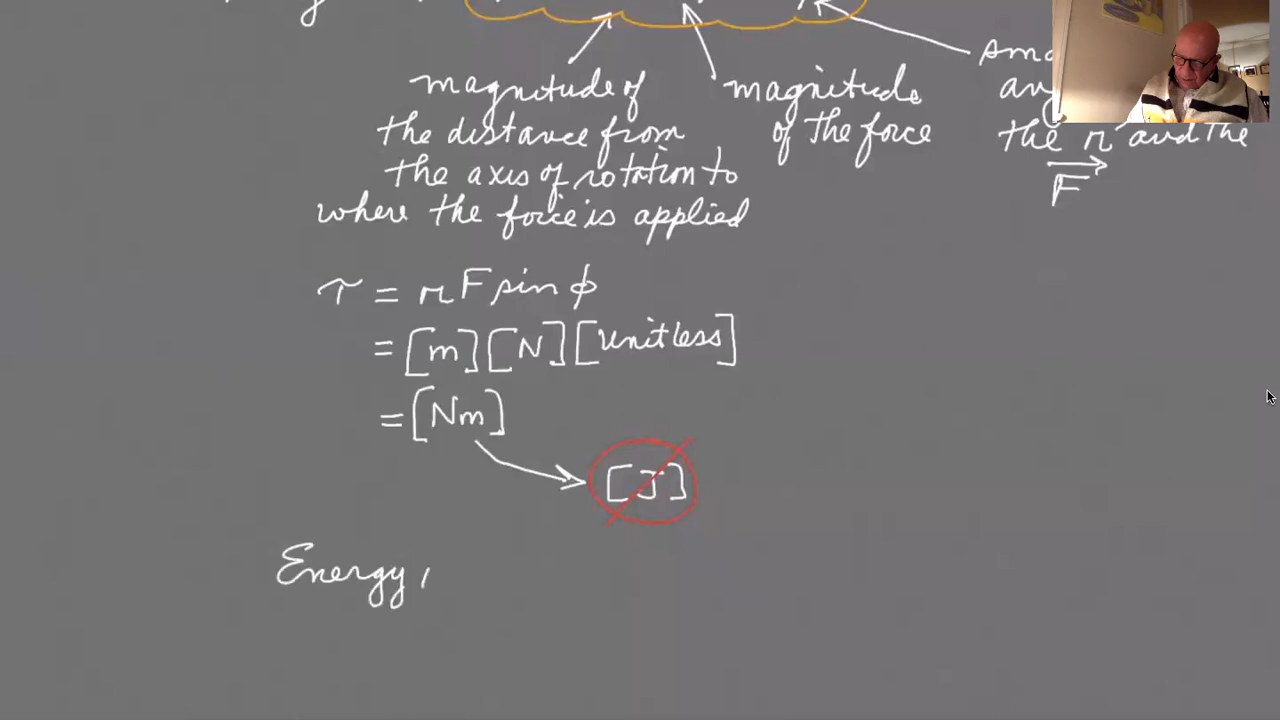 magnitude of
the distance from
the axis of rotation to
where the force is applied
magnitude
of the force
the r and the
F
τ = r F sin ϕ
= [m] [N] [unitless]
= [Nm]
[J]
Energy,